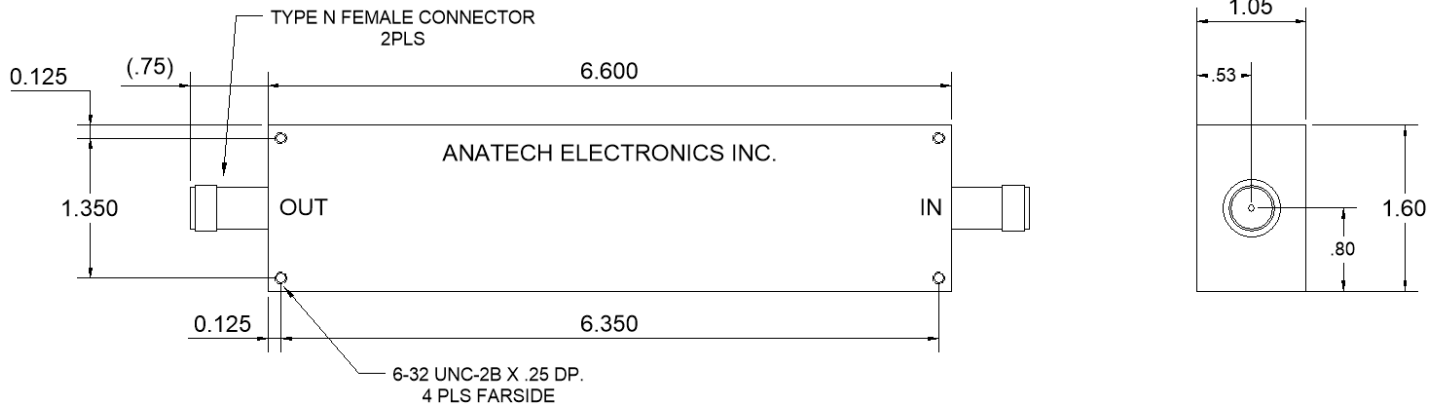 TYPE N FEMALE CONNECTOR
2PLS
0.125
(.75)
6.600
ANATECH ELECTRONICS INC.
1.350
OUT
IN
0.125
6.350
6-32 UNC-2B X .25 DP.
4 PLS FARSIDE
1.05
.53
1.60
.80